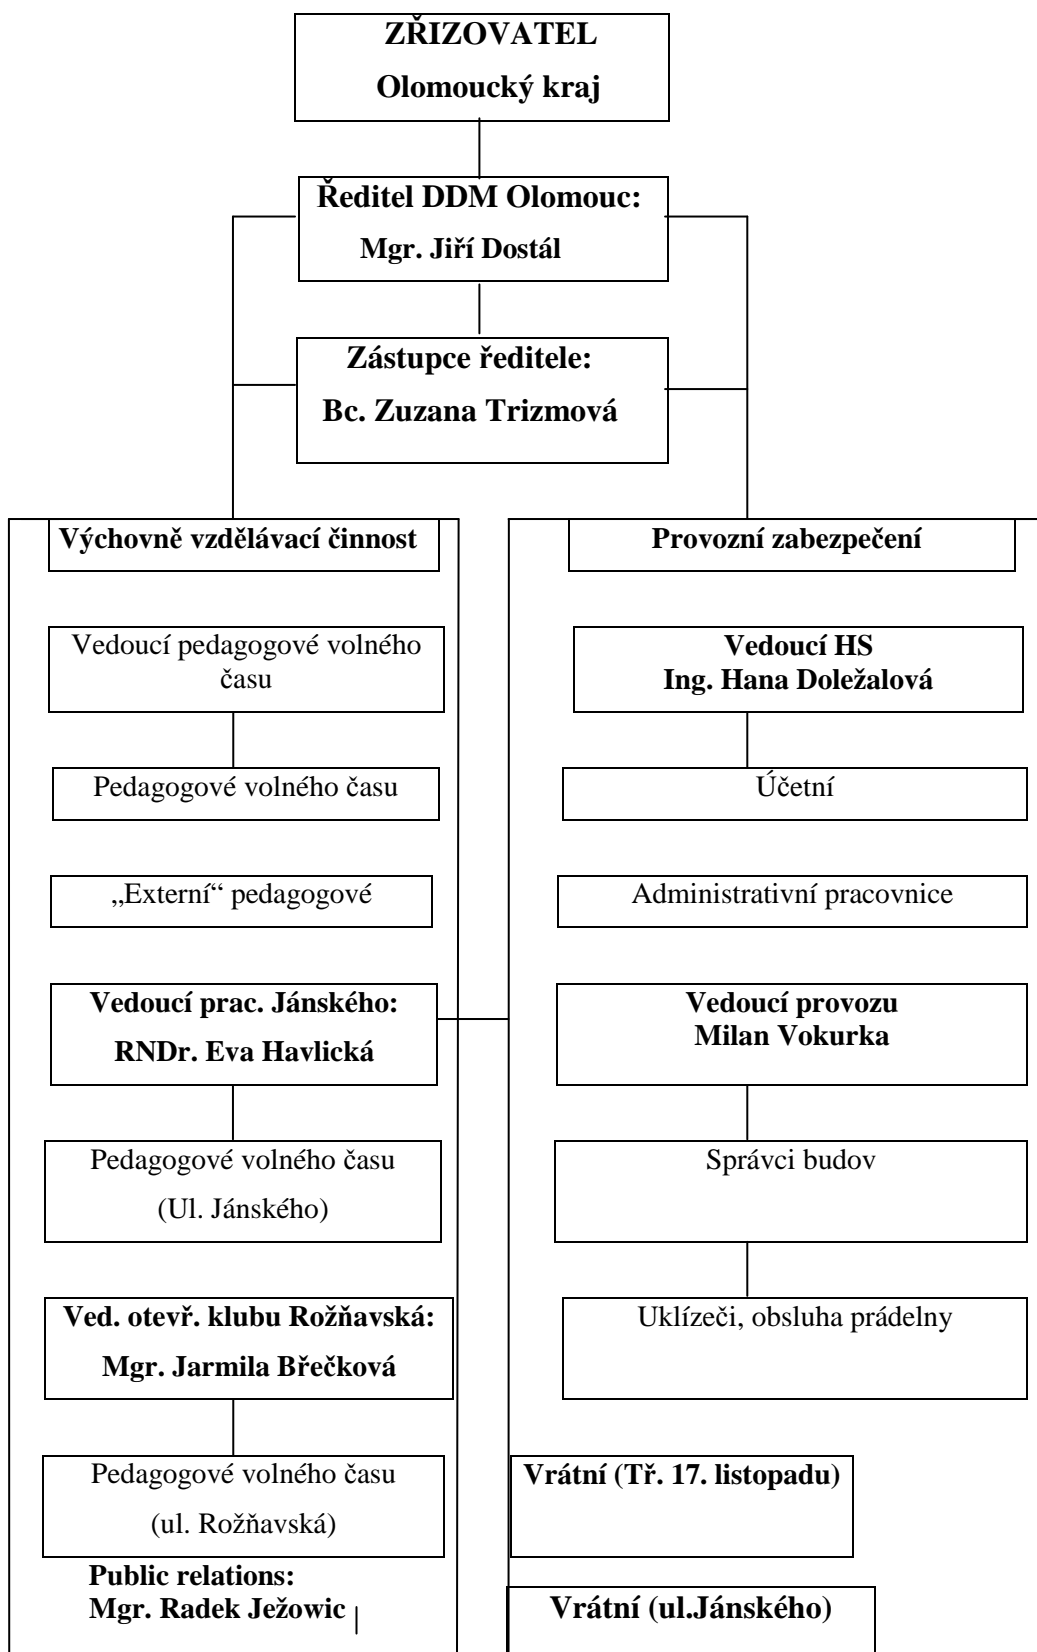 ZŘIZOVATEL
Olomoucký kraj
Ředitel DDM Olomouc:
Mgr. Jiří Dostál
Zástupce ředitele:
Bc. Zuzana Trizmová
Výchovně vzdělávací činnost
Vedoucí pedagogové volného
času
Pedagogové volného času
„Externí“ pedagogové
Vedoucí prac. Jánského:
RNDr. Eva Havlická
Pedagogové volného času
(Ul. Jánského)
Ved. otevř. klubu Rožňavská:
Mgr. Jarmila Břečková
Pedagogové volného času
(ul. Rožňavská)
Public relations:
Mgr. Radek Ježowic
Provozní zabezpečení
Vedoucí HS
Ing. Hana Doležalová
Účetní
Administrativní pracovnice
Vedoucí provozu
Milan Vokurka
Správci budov
Uklízeči, obsluha prádelny
Vrátní (Tř. 17. listopadu)
Vrátní (ul.Jánského)